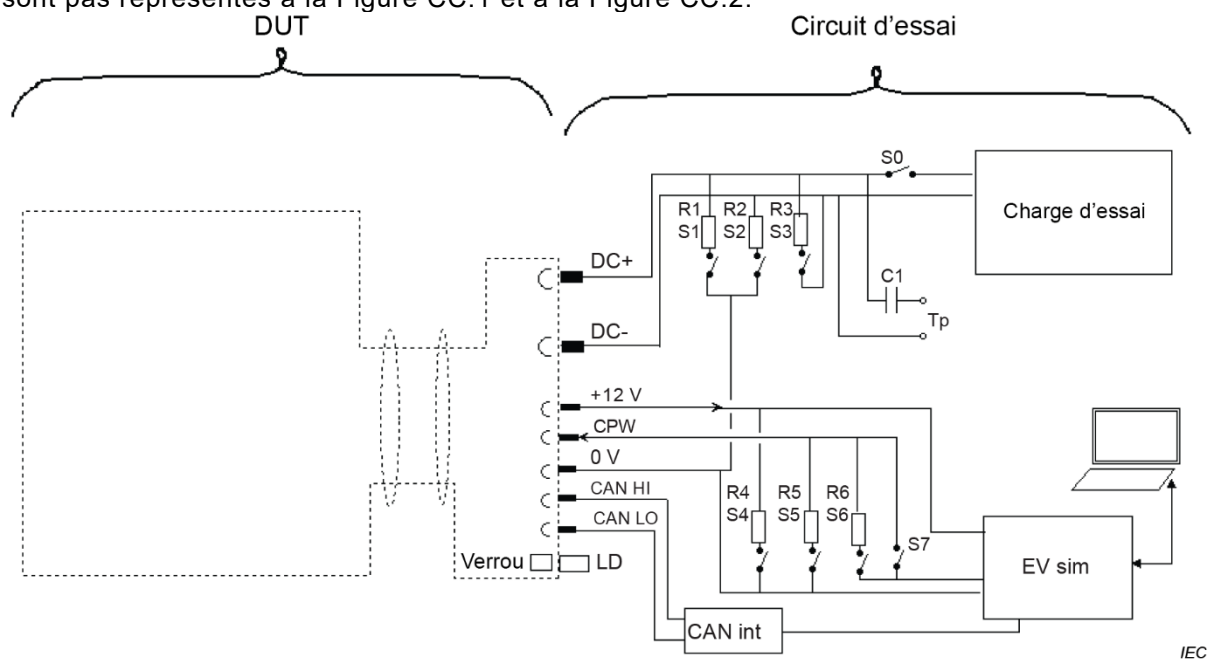 sont pas représentés à la Figure CC.1 et à la Figure CC.2.
DUT
Circuit d'essai
S0
R1
S1
R2
S2
R3
S3
Charge d'essai
DC+
C1
Tp
DC-
+12 V
CPW
0 V
CAN HI
CAN LO
R4
S4
R5
S5
R6
S6
S7
EV sim
Verrou
LD
CAN int
IEC